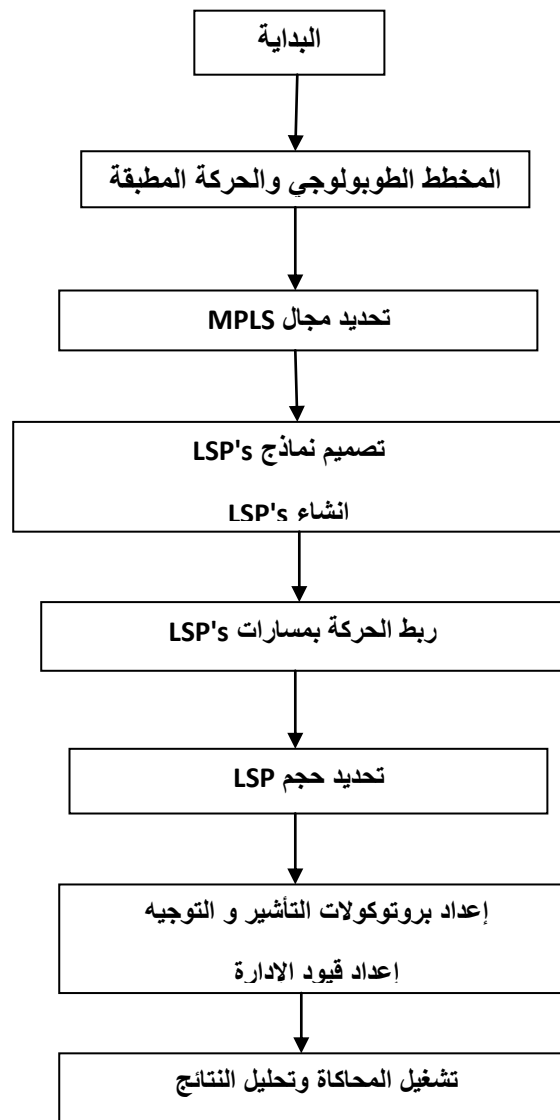 البداية
المخطط الطوبولوجي والحركة المطبقة
تحديد مجال MPLS
تصميم نماذج LSP's
انشاء LSP's
ربط الحركة بمسارات LSP's
تحديد حجم LSP
إعداد بروتوكولات التأشير و التوجيه
إعداد قيود الادارة
تشغيل المحاكاة وتحليل النتائج